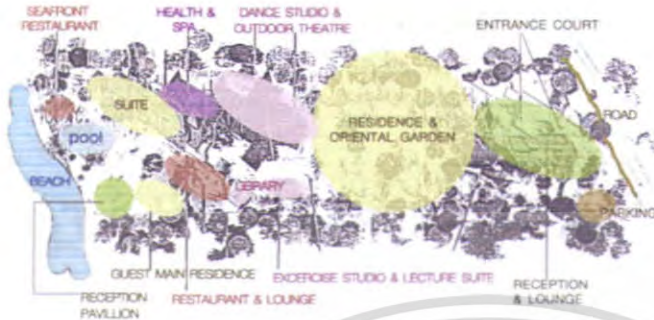 SEAFRONT
RESTAURANT
HEALTH &
SPA
DANCE STUDIO &
OUTDOOR THEATRE
ENTRANCE COURT
SUITE
pool
RESIDENCE &
ORIENTAL GARDEN
ROAD
BEACH
LIBRARY
PARKING
GUEST MAIN RESIDENCE
EXCERCISE STUDIO & LECTURE SUITE
RECEPTION
PAVILLION
RESTAURANT & LOUNGE
RECEPTION
& LOUNGE